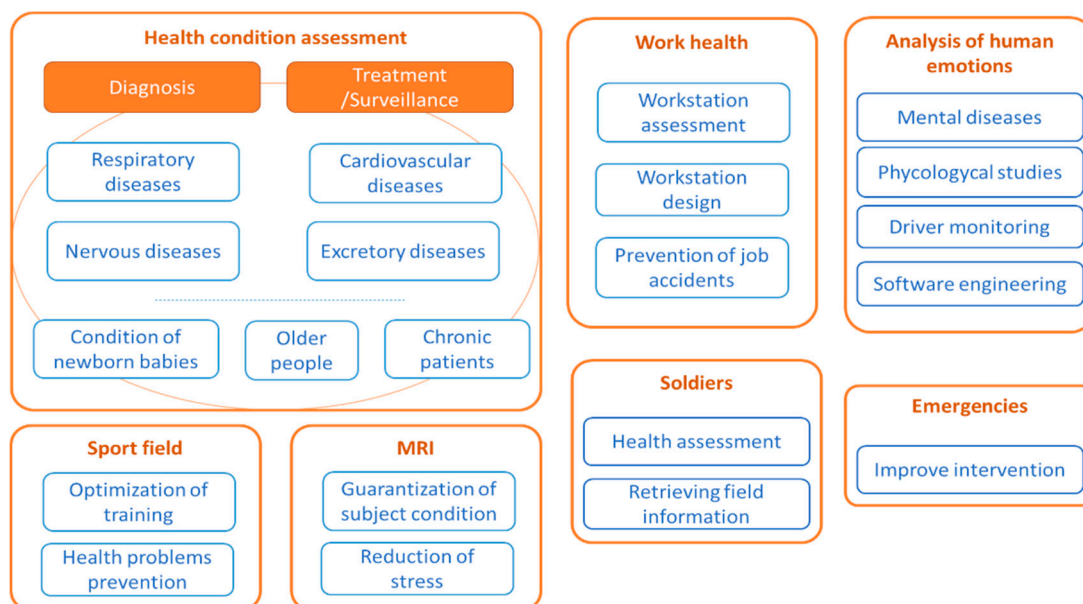 Health condition assessment
Diagnosis
Treatment
/Surveillance
Respiratory
diseases
Cardiovascular
diseases
Nervous diseases
Excretory diseases
Condition of
newborn babies
Older
people
Chronic
patients
Work health
Workstation
assessment
Workstation
design
Prevention of job
accidents
Analysis of human
emotions
Mental diseases
Phycologycal studies
Driver monitoring
Software engineering
Sport field
Optimization of
training
Health problems
prevention
MRI
Guarantization of
subject condition
Reduction of
stress
Soldiers
Health assessment
Retrieving field
information
Emergencies
Improve intervention